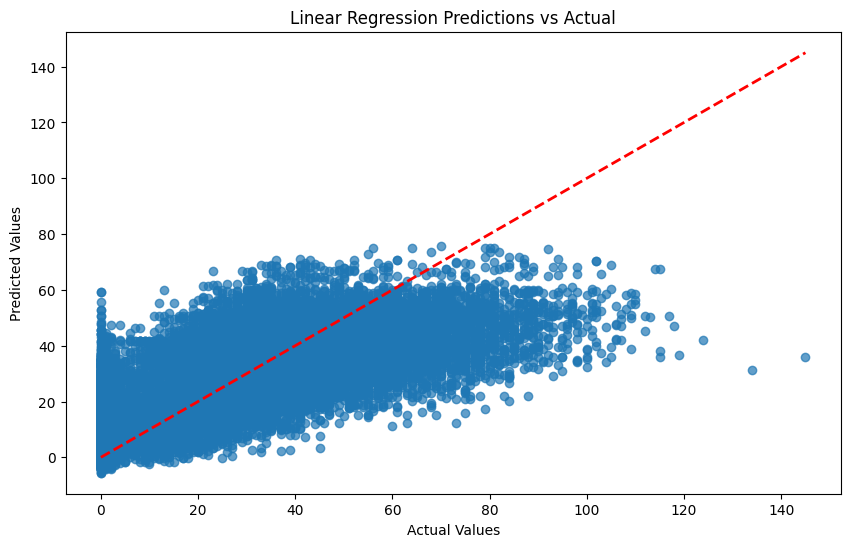 Linear Regression Predictions vs Actual
140
120
100
80
60
40
20
0
Predicted Values
0 20 40 60 80 100 120 140
Actual Values